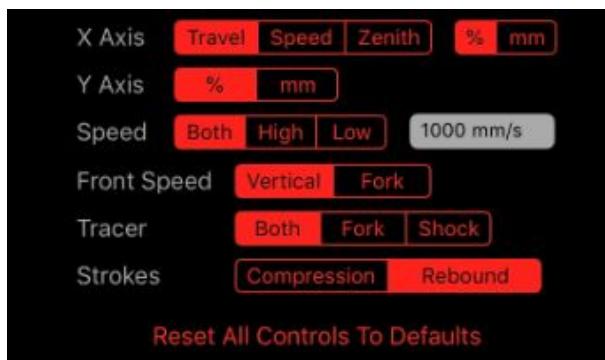 X Axis Travel Speed Zenith % mm
Y Axis % mm
Speed Both High Low 1000 mm/s
Front Speed Vertical Fork
Tracer Both Fork Shock
Strokes Compression Rebound
Reset All Controls To Defaults